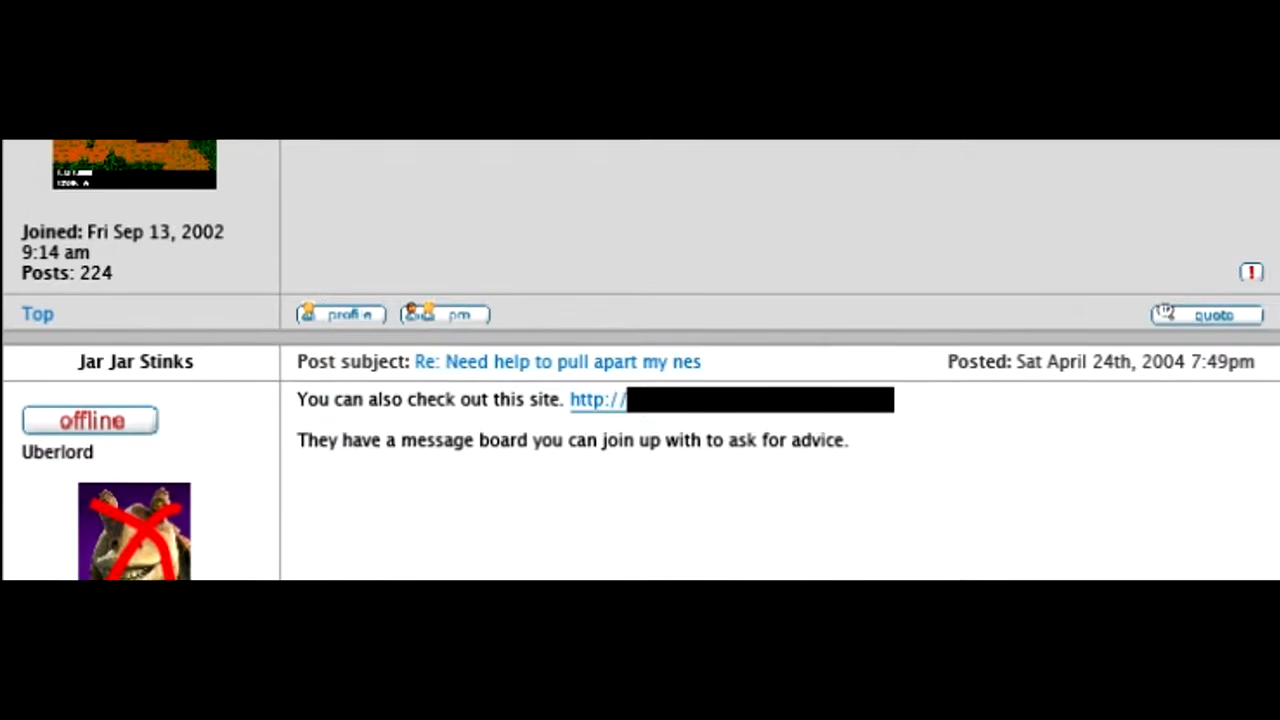 Joined: Fri Sep 13, 2002
9:14 am
Posts: 224
!
Top
profile
pm
quote
Jar Jar Stinks
Post subject: Re: Need help to pull apart my nes
Posted: Sat April 24th, 2004 7:49pm
offline
Uberlord
You can also check out this site. http://
They have a message board you can join up with to ask for advice.